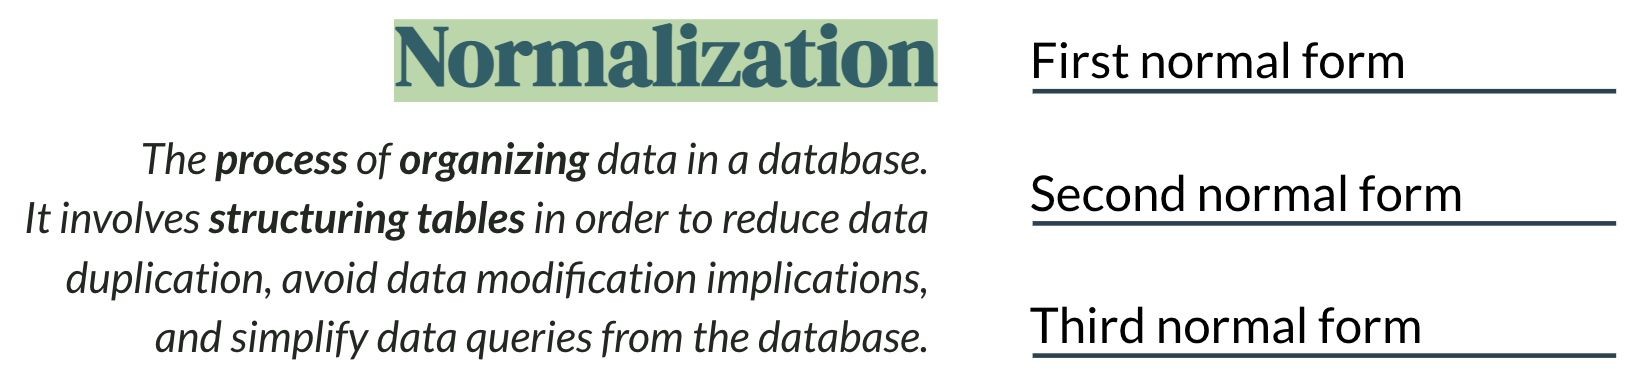 Normalization
The process of organizing data in a database.
It involves structuring tables in order to reduce data
duplication, avoid data modification implications,
and simplify data queries from the database.
First normal form
Second normal form
Third normal form